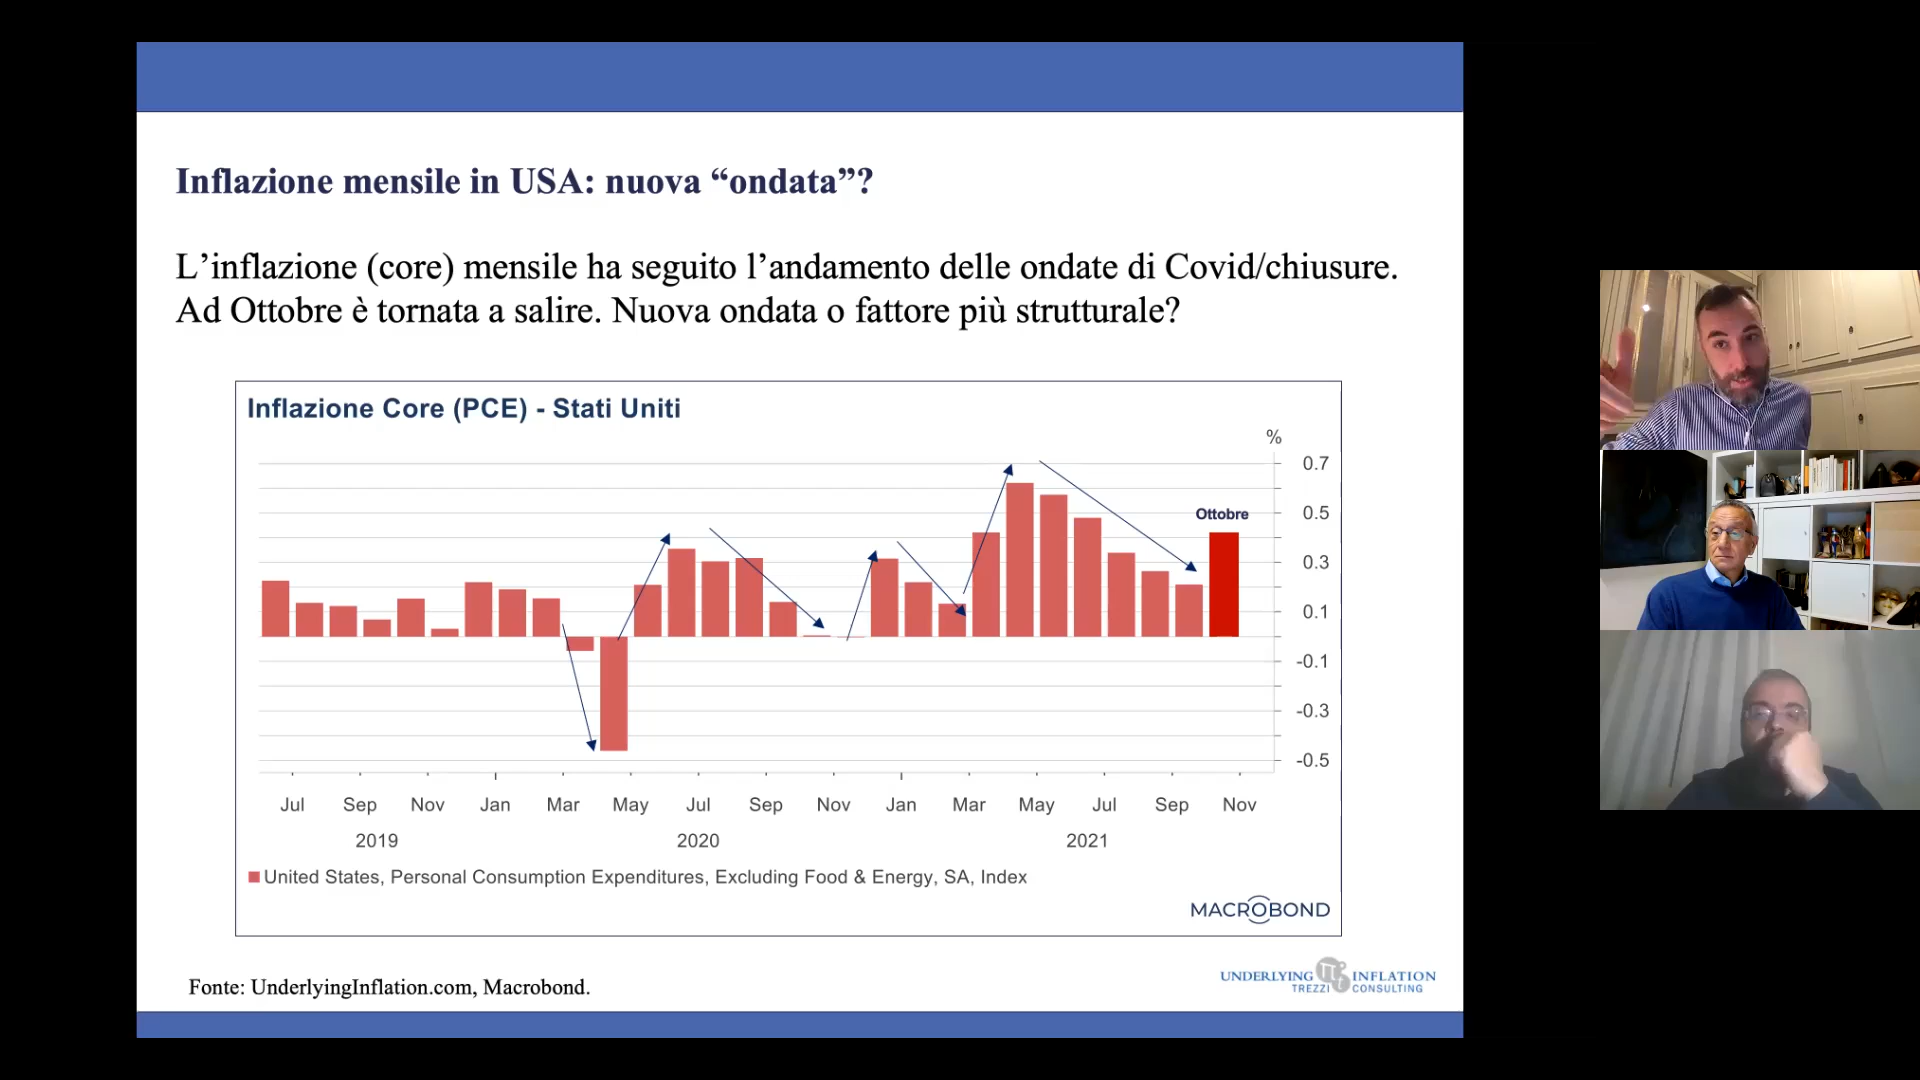 Inflazione mensile in USA: nuova “ondata”?
L’inflazione (core) mensile ha seguito l’andamento delle ondate di Covid/chiusure.
Ad Ottobre è tornata a salire. Nuova ondata o fattore più strutturale?
Inflazione Core (PCE) - Stati Uniti
%
0.7
0.5
0.3
0.1
-0.1
-0.3
-0.5
Ottobre
Jul Sep Nov Jan Mar May Jul Sep Nov Jan Mar May Jul Sep Nov
2019 2020 2021
United States, Personal Consumption Expenditures, Excluding Food & Energy, SA, Index
MACROBOND
Fonte: UnderlyingInflation.com, Macrobond.
UNDERLYING INFLATION
TREZZI CONSULTING